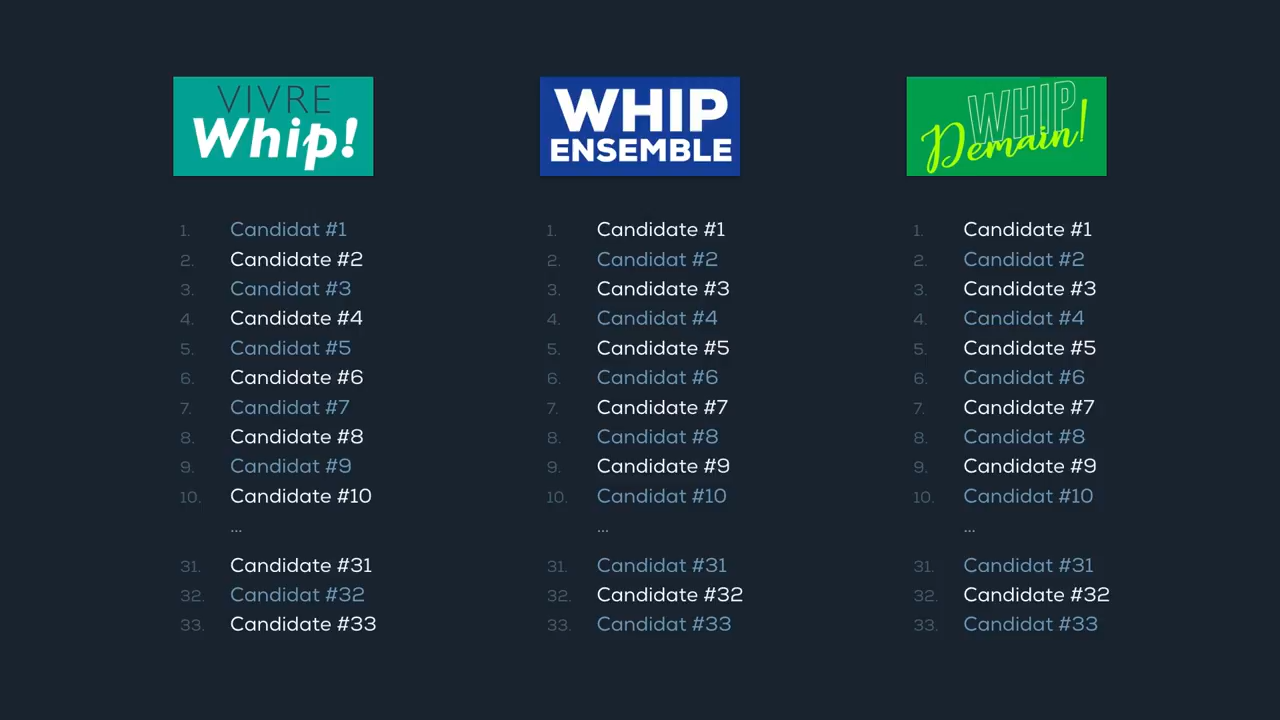 VIVRE
Whip!
1. Candidat #1
2. Candidate #2
3. Candidat #3
4. Candidate #4
5. Candidat #5
6. Candidate #6
7. Candidat #7
8. Candidate #8
9. Candidat #9
10. Candidate #10
...
31. Candidate #31
32. Candidat #32
33. Candidate #33
WHIP
ENSEMBLE
1. Candidate #1
2. Candidat #2
3. Candidate #3
4. Candidat #4
5. Candidate #5
6. Candidat #6
7. Candidate #7
8. Candidat #8
9. Candidate #9
10. Candidat #10
...
31. Candidat #31
32. Candidate #32
33. Candidat #33
WHIP
Demain!
1. Candidate #1
2. Candidat #2
3. Candidate #3
4. Candidat #4
5. Candidate #5
6. Candidat #6
7. Candidate #7
8. Candidat #8
9. Candidate #9
10. Candidat #10
...
31. Candidat #31
32. Candidate #32
33. Candidat #33